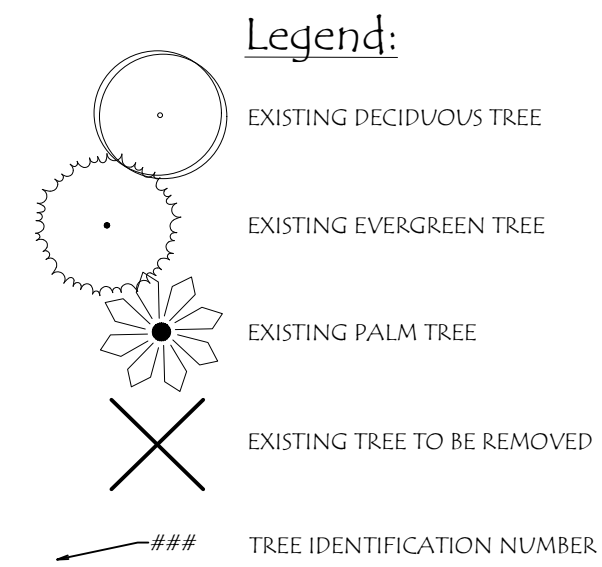 Legend:
EXISTING DECIDUOUS TREE
EXISTING EVERGREEN TREE
EXISTING PALM TREE
EXISTING TREE TO BE REMOVED
### TREE IDENTIFICATION NUMBER